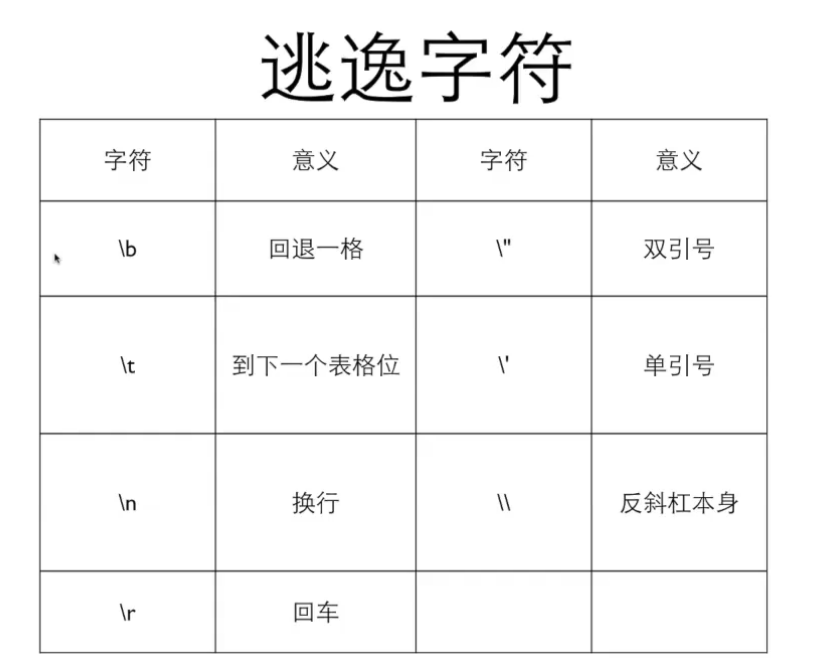 逃逸字符
字符 意义 字符 意义
\b 回退一格 \" 双引号
\t 到下一个表格位 \' 单引号
\n 换行 \\ 反斜杠本身
\r 回车